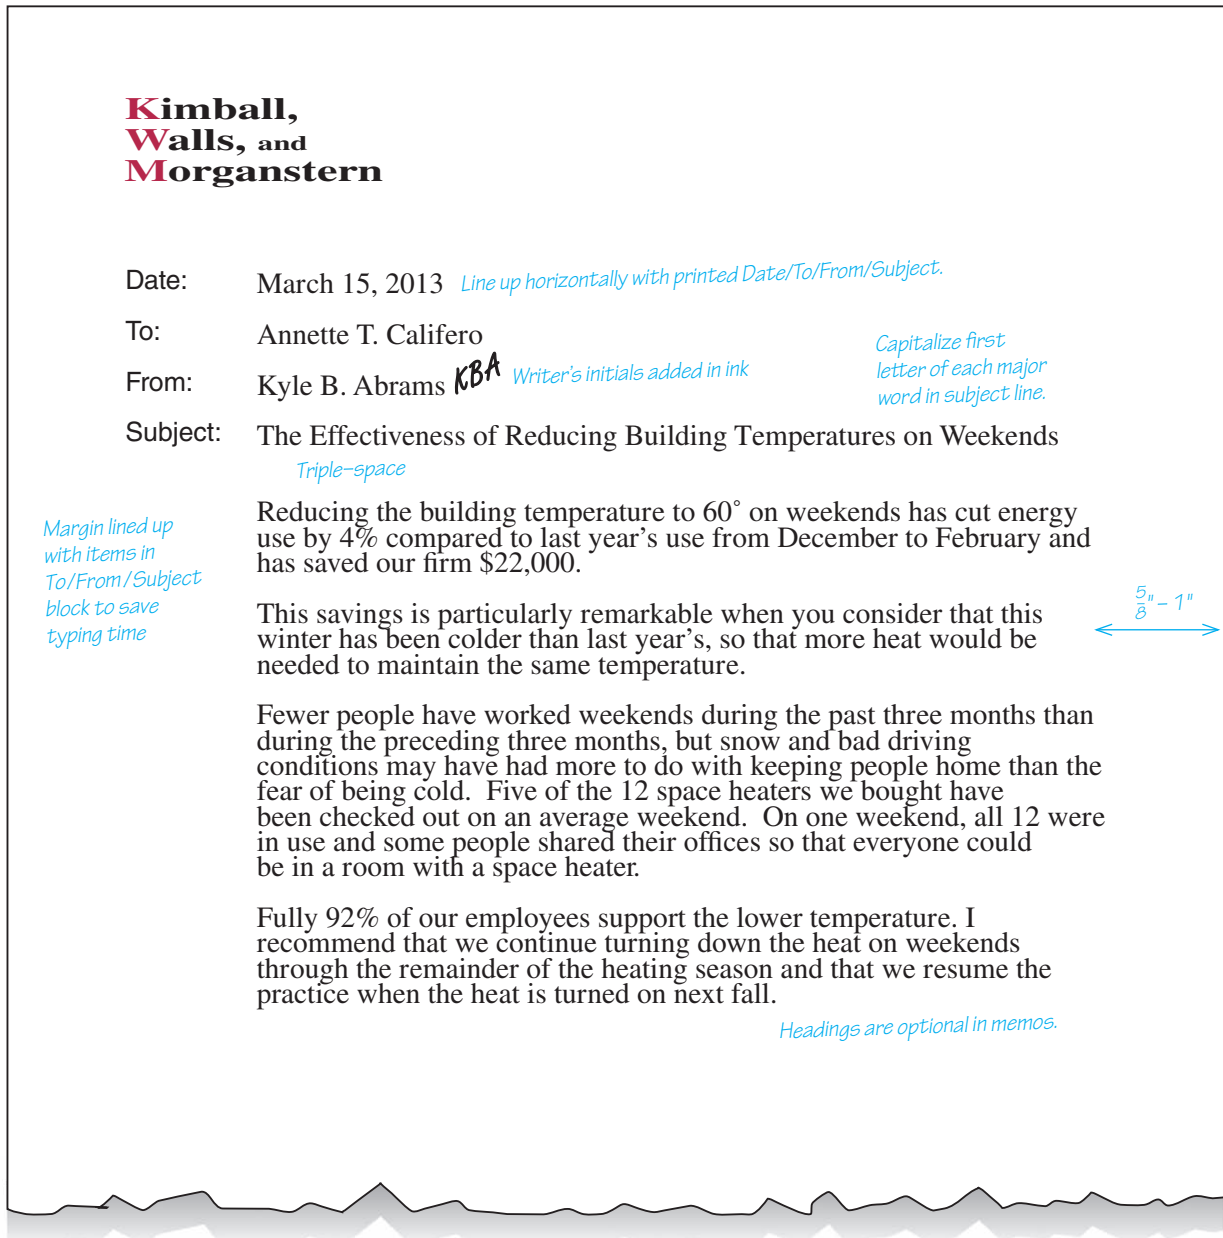 Kimball,
Walls, and
Morganstern
Date: March 15, 2013 Line up horizontally with printed Date/To/From/Subject.
To: Annette T. Califero
From: Kyle B. Abrams KBA Writer's initials added in ink
Capitalize first
letter of each major
word in subject line.
Subject: The Effectiveness of Reducing Building Temperatures on Weekends
Triple-space
Margin lined up
with items in
To/From/Subject
block to save
typing time
Reducing the building temperature to 60° on weekends has cut energy
use by 4% compared to last year's use from December to February and
has saved our firm $22,000.
This savings is particularly remarkable when you consider that this
winter has been colder than last year's, so that more heat would be
needed to maintain the same temperature.
5/8" – 1"
Fewer people have worked weekends during the past three months than
during the preceding three months, but snow and bad driving
conditions may have had more to do with keeping people home than the
fear of being cold.  Five of the 12 space heaters we bought have
been checked out on an average weekend.  On one weekend, all 12 were
in use and some people shared their offices so that everyone could
be in a room with a space heater.
Fully 92% of our employees support the lower temperature. I
recommend that we continue turning down the heat on weekends
through the remainder of the heating season and that we resume the
practice when the heat is turned on next fall.
Headings are optional in memos.